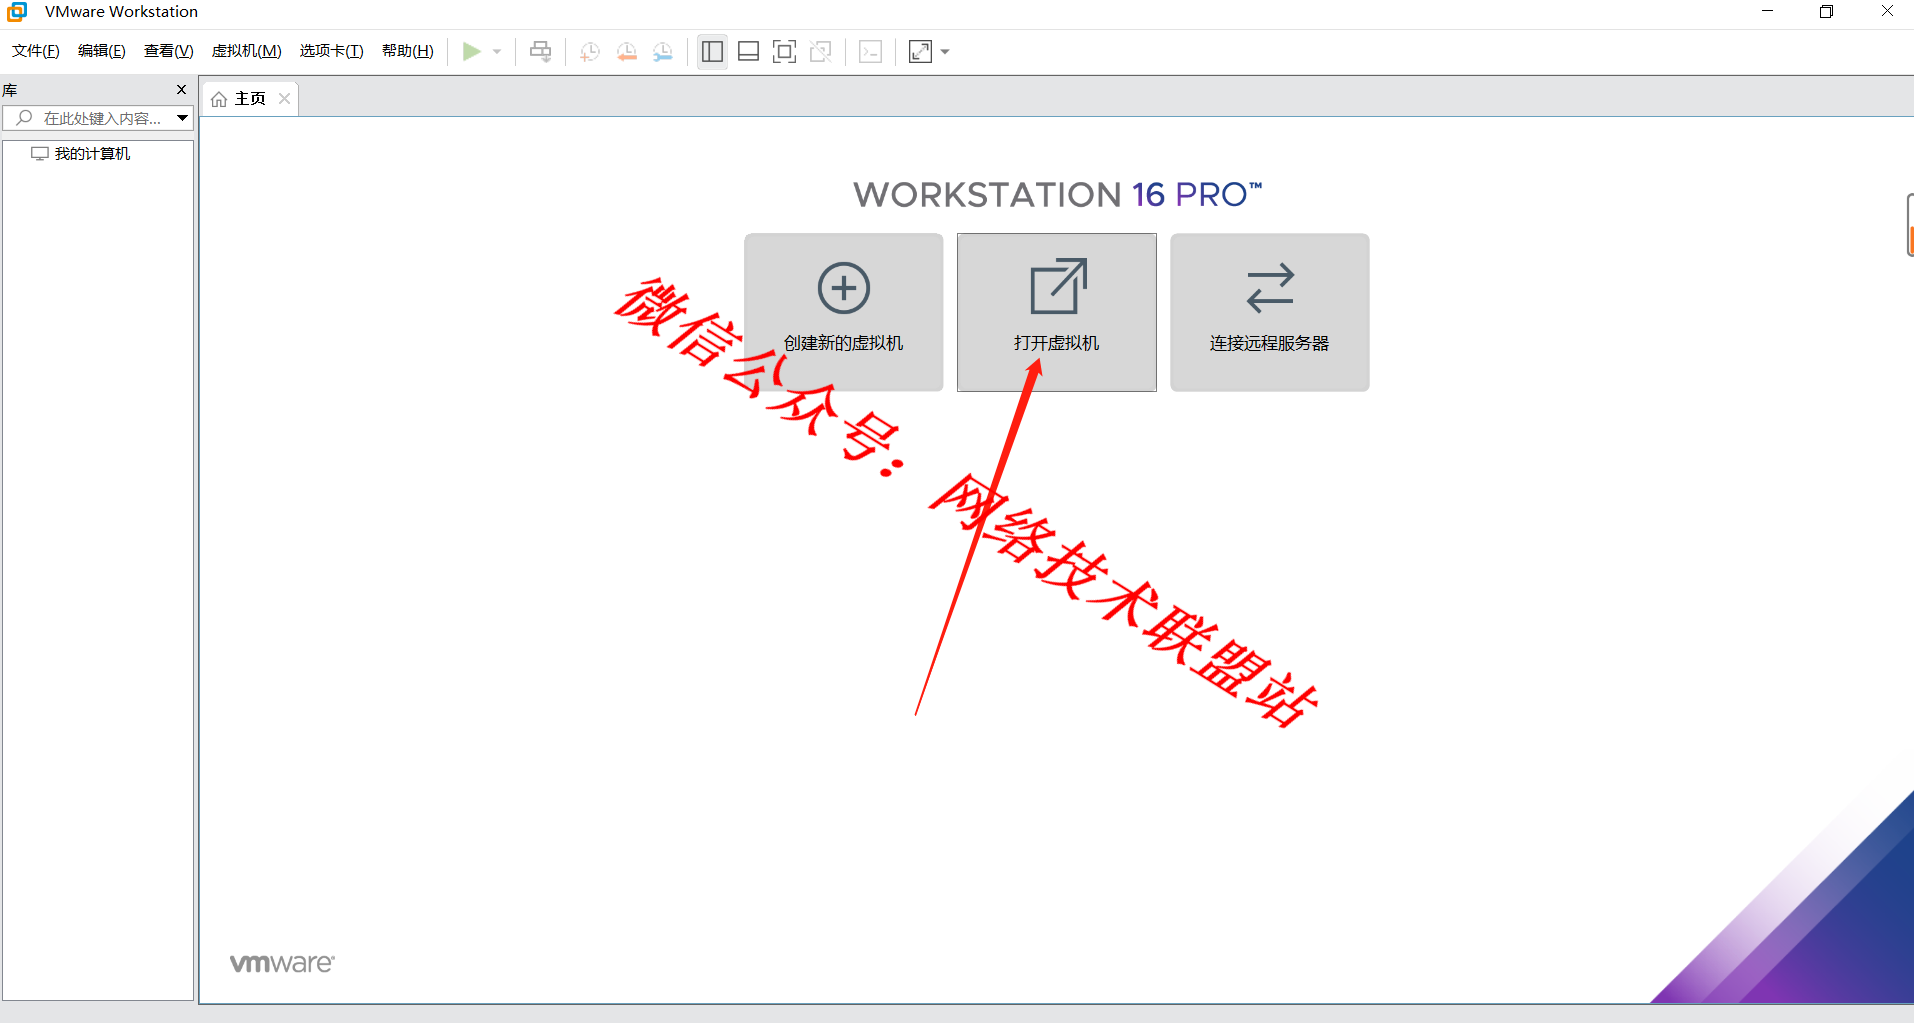 VMware Workstation
文件(F) 编辑(E) 查看(V) 虚拟机(M) 选项卡(T) 帮助(H)
库
主页
在此处键入内容...
我的计算机
WORKSTATION 16 PRO™
创建新的虚拟机
打开虚拟机
连接远程服务器
微信公众号：网络技术联盟站
vmware®